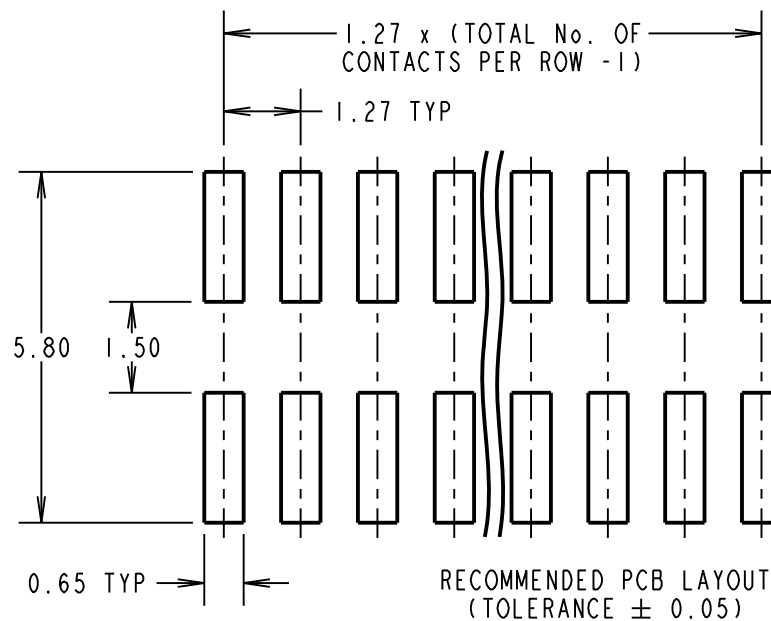 1.27 x (TOTAL No. OF
CONTACTS PER ROW -1)
1.27 TYP
5.80
1.50
0.65 TYP
RECOMMENDED PCB LAYOUT
(TOLERANCE ± 0.05)